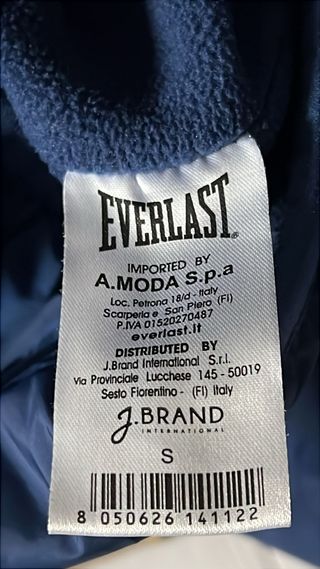 EVERLAST®
IMPORTED BY
A.MODA S.p.a
Loc. Petrona 18/d - Italy
Scarperia e San Piero (FI)
P.IVA 01520270487
everlast.it
DISTRIBUTED BY
J.Brand International S.r.l.
Via Provinciale Lucchese 145 - 50019
Sesto Fiorentino - (FI) Italy
J.BRAND
INTERNATIONAL
S
8 050626 141122